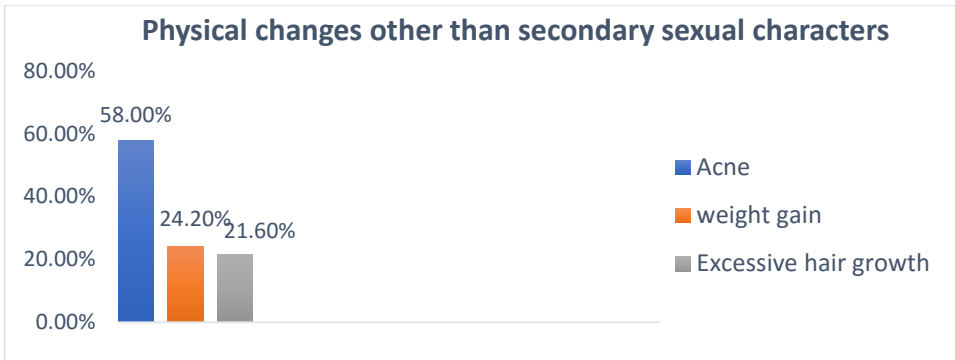 Physical changes other than secondary sexual characters
80.00%
60.00%
40.00%
20.00%
0.00%
58.00%
24.20%
21.60%
Acne
weight gain
Excessive hair growth